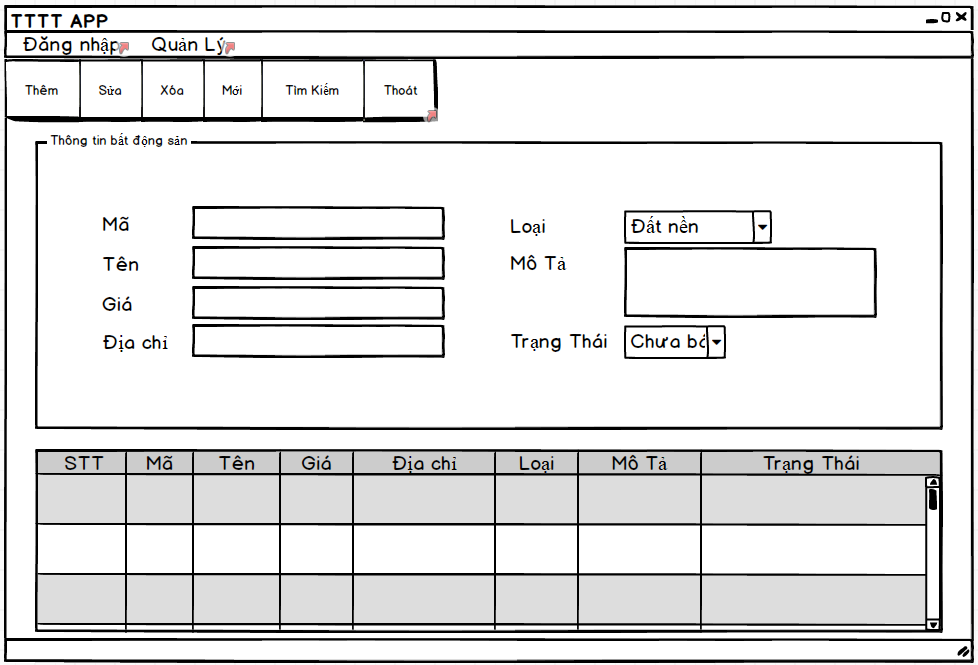 TTTT APP
Đăng nhập Quản Lý
Thêm Sửa Xóa Mới Tìm Kiếm Thoát
Thông tin bất động sản
Mã
Loại Đất nền
Tên
Mô Tả
Giá
Địa chỉ
Trạng Thái Chưa
STT Mã Tên Giá Địa chỉ Loại Mô Tả Trạng Thái